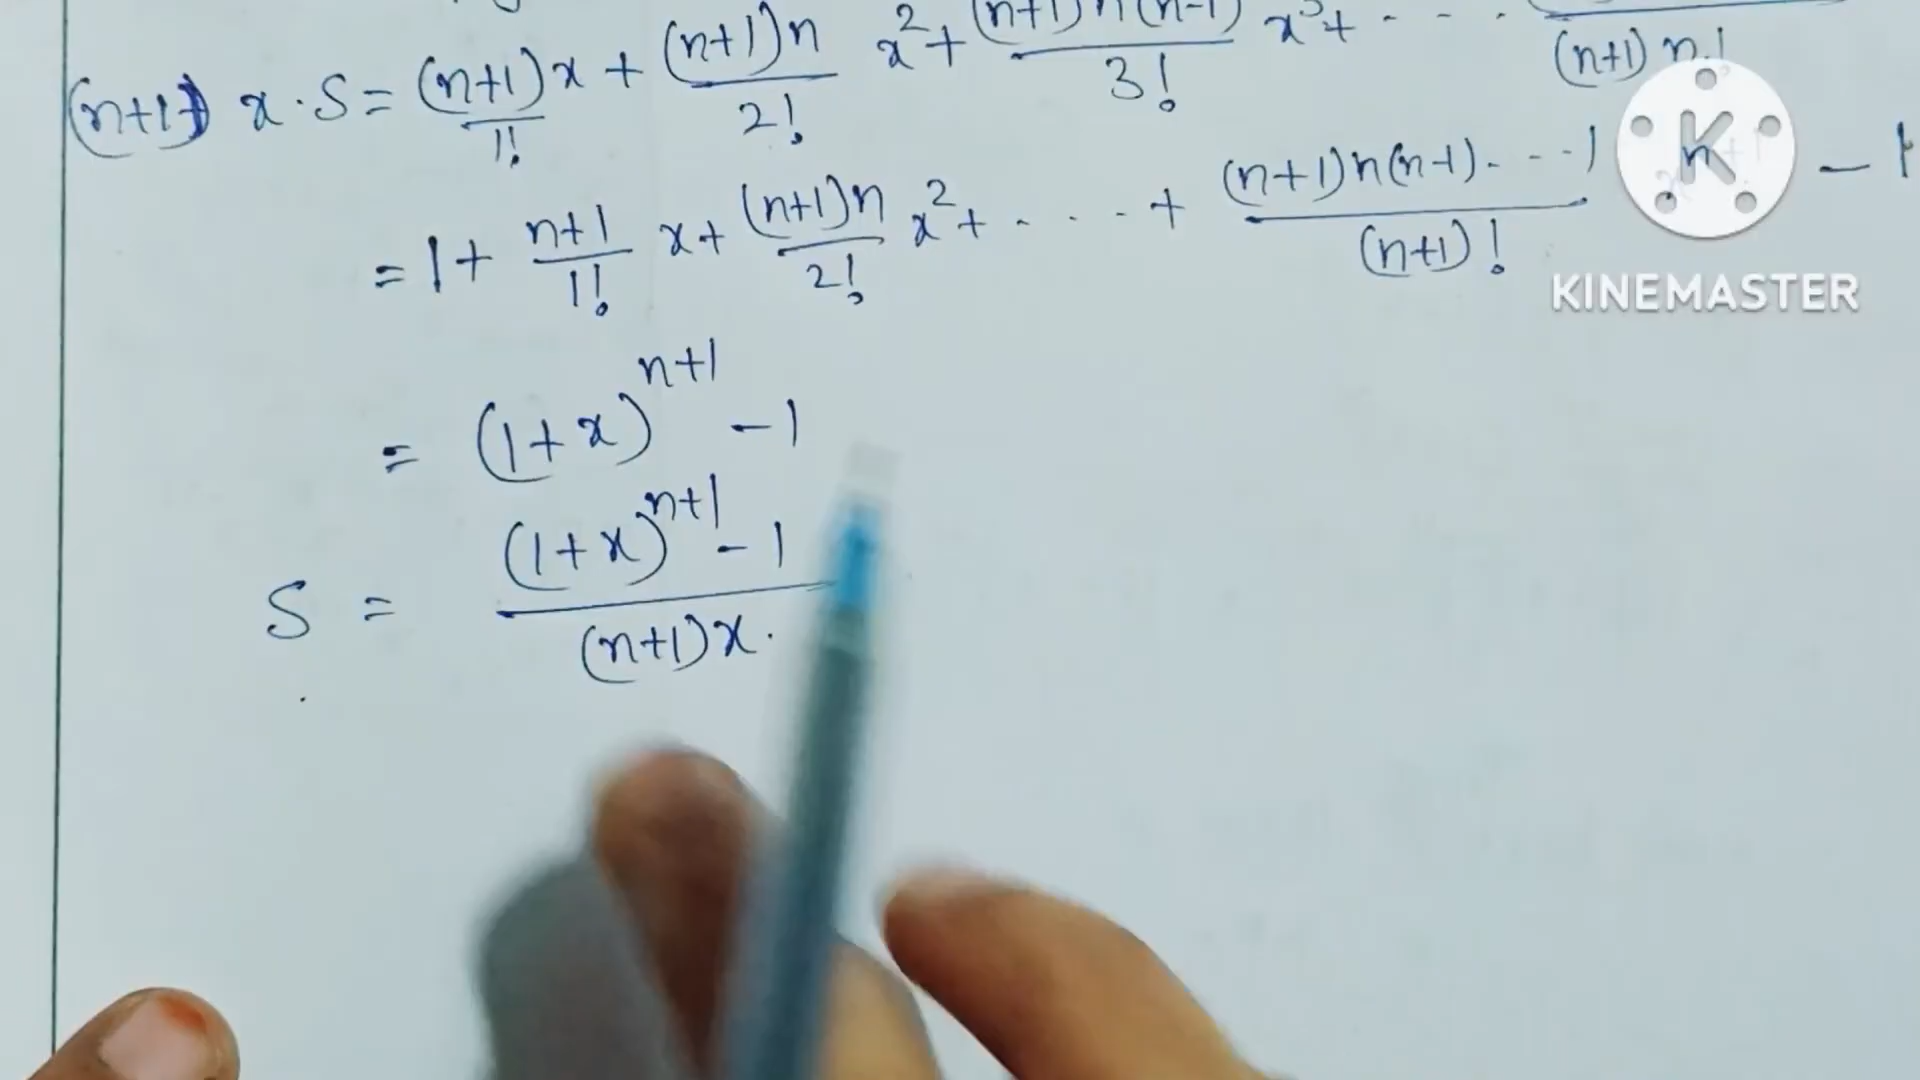 (n+1) x·S = (n+1)/1! x + (n+1)n/2! x² + (n+1)n(n-1)/3! x³ + - - · /(n+1) n!
= 1 + n+1/1! x + (n+1)n/2! x² + · · · - + (n+1)n(n-1)- - - -1/(n+1)! - 1
= (1+x)ⁿ⁺¹ - 1
S = (1+x)ⁿ⁺¹ - 1/(n+1)x.
K
KINEMASTER